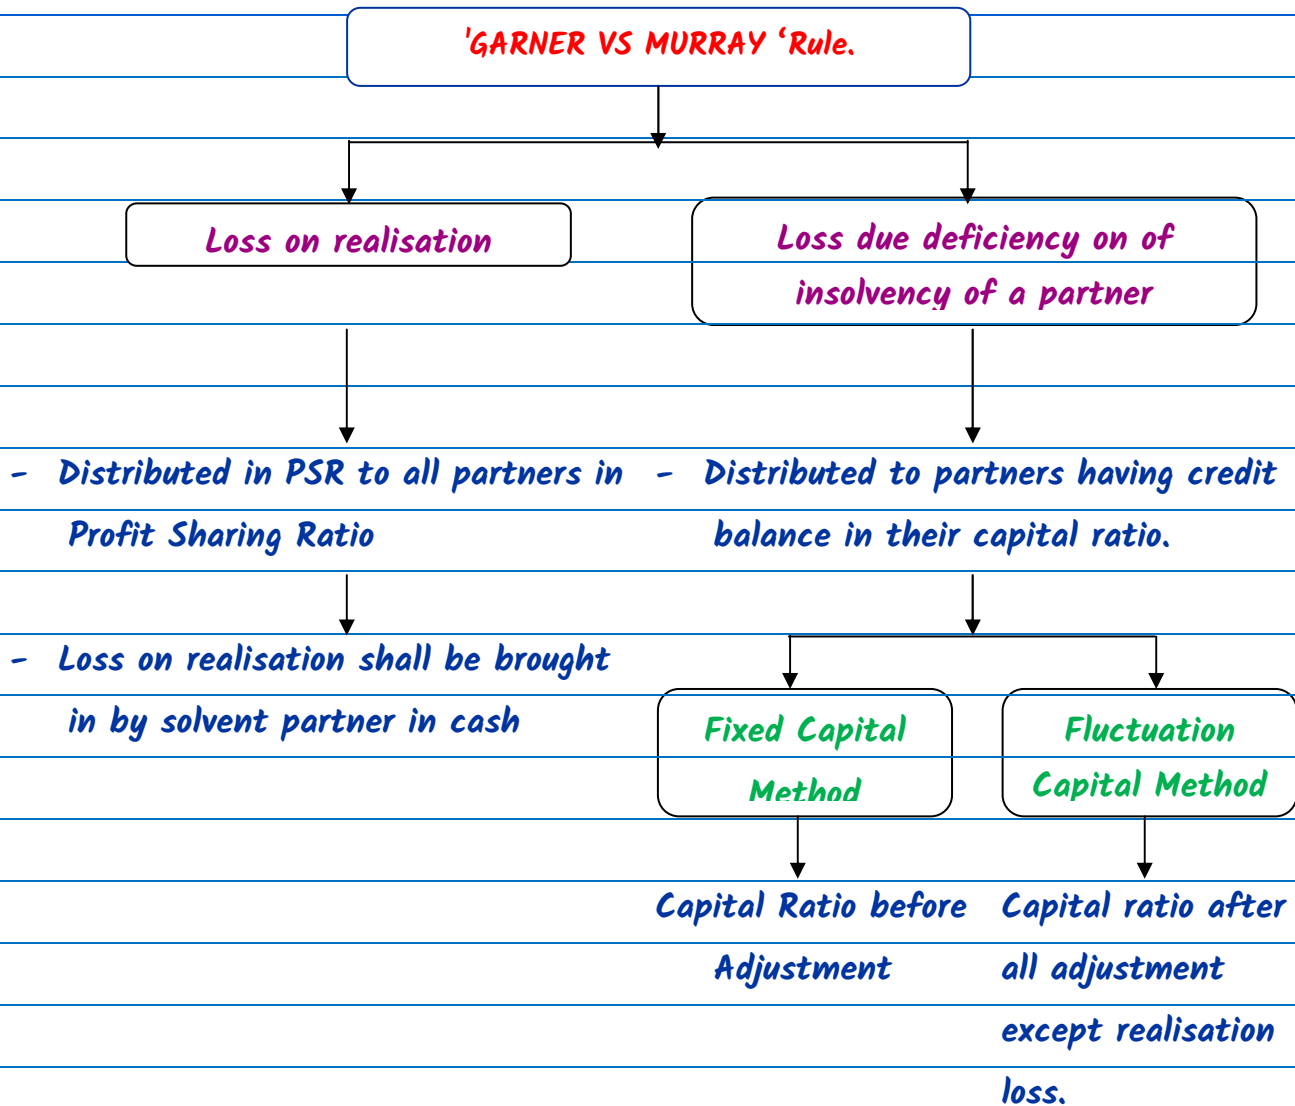 'GARNER VS MURRAY ‘Rule.
Loss on realisation
Loss due deficiency on of
insolvency of a partner
- Distributed in PSR to all partners in
Profit Sharing Ratio
- Loss on realisation shall be brought
in by solvent partner in cash
- Distributed to partners having credit
balance in their capital ratio.
Fixed Capital
Method
Capital Ratio before
Adjustment
Fluctuation
Capital Method
Capital ratio after
all adjustment
except realisation
loss.